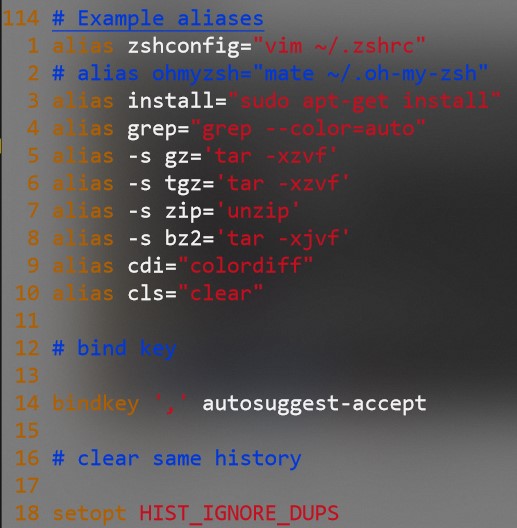 114 # Example aliases
1 alias zshconfig="vim ~/.zshrc"
2 # alias ohmyzsh="mate ~/.oh-my-zsh"
3 alias install="sudo apt-get install"
4 alias grep="grep --color=auto"
5 alias -s gz='tar -xzvf'
6 alias -s tgz='tar -xzvf'
7 alias -s zip='unzip'
8 alias -s bz2='tar -xjvf'
9 alias cdi="colordiff"
10 alias cls="clear"
11
12 # bind key
13
14 bindkey ',' autosuggest-accept
15
16 # clear same history
17
18 setopt HIST_IGNORE_DUPS